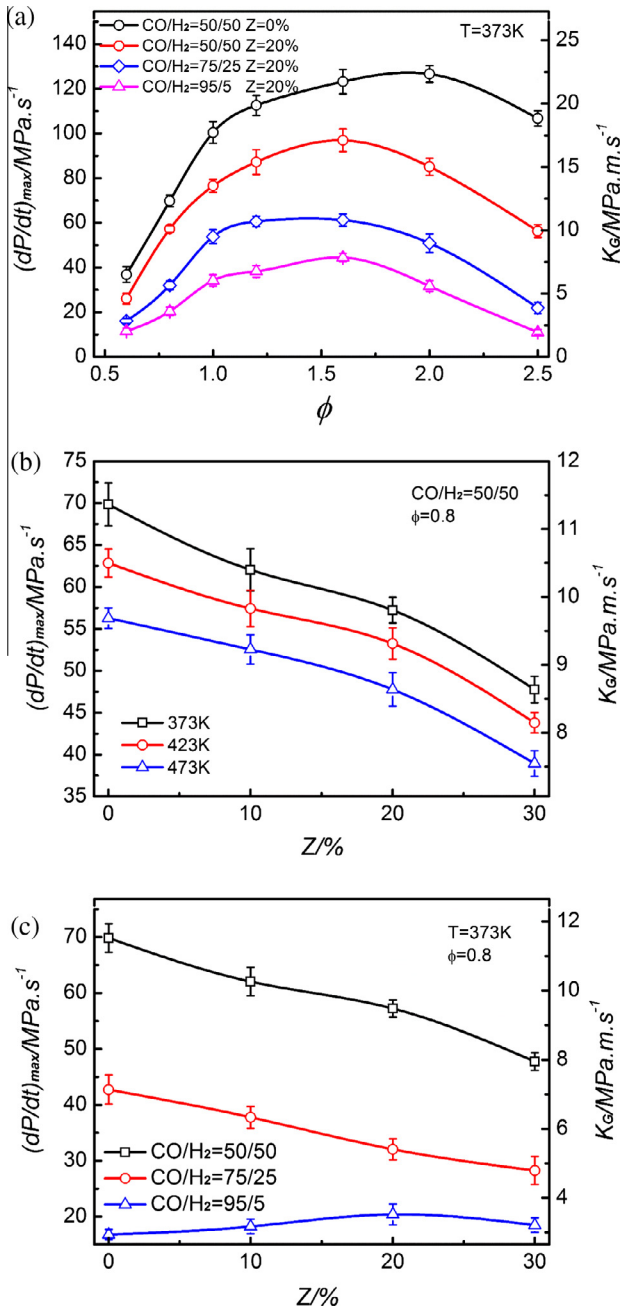 (a)
CO/H₂=50/50 Z=0%
CO/H₂=50/50 Z=20%
CO/H₂=75/25 Z=20%
CO/H₂=95/5 Z=20%
T=373K
(dP/dt)max/MPa.s⁻¹
140
120
100
80
60
40
20
0
KG/MPa.m.s⁻¹
25
20
15
10
5
0
0.5 1.0 1.5 2.0 2.5
ϕ
(b)
CO/H₂=50/50
ϕ=0.8
(dP/dt)max/MPa.s⁻¹
75
70
65
60
55
50
45
40
35
KG/MPa.m.s⁻¹
12
11
10
9
8
373K
423K
473K
0 10 20 30
Z/%
(c)
T=373K
ϕ=0.8
(dP/dt)max/MPa.s⁻¹
70
60
50
40
30
20
KG/MPa.m.s⁻¹
12
10
8
6
4
CO/H₂=50/50
CO/H₂=75/25
CO/H₂=95/5
0 10 20 30
Z/%